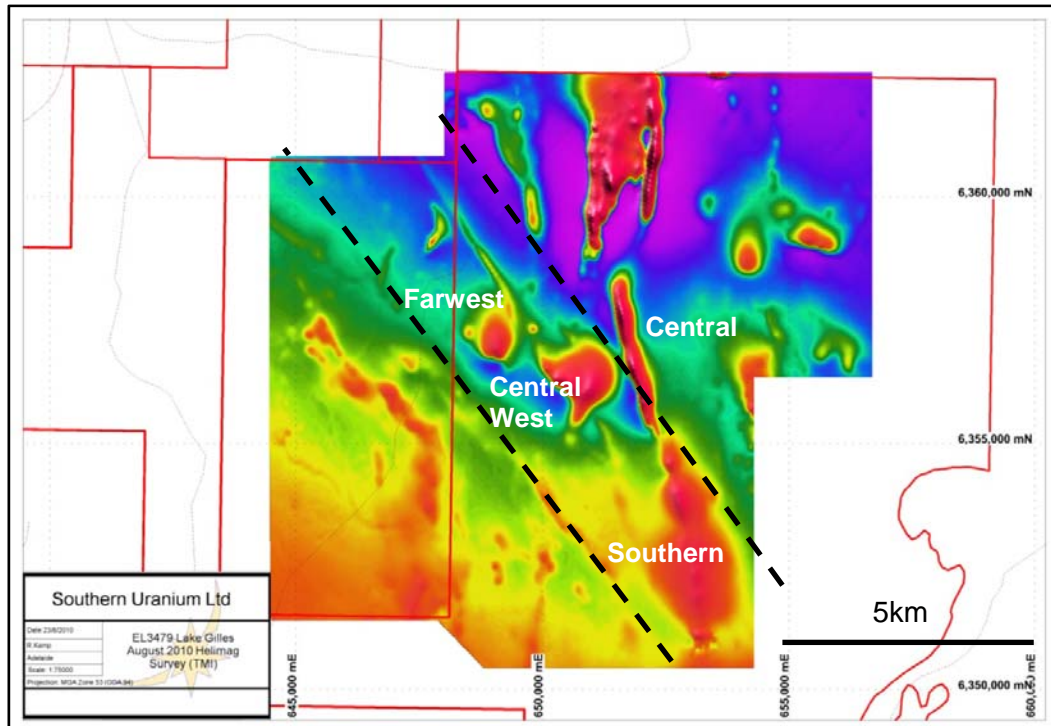 6,360,000 mN
Farwest
Central
Central
West
6,355,000 mN
Southern
5km
Southern Uranium Ltd
Date 23/8/2010
R Kemp
Adelaide
Scale: 1:75000
Projection: MGA Zone 53 (GDA 94)
EL3479 Lake Gilles
August 2010 Helimag
Survey (TMI)
645,000 mE
650,000 mE
655,000 mE
6,350,000 mN